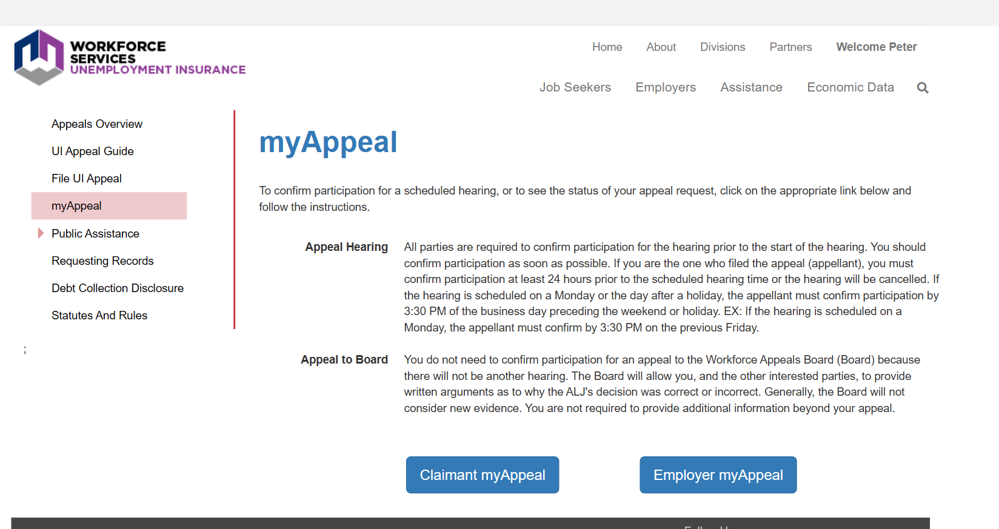 WORKFORCE
SERVICES
UNEMPLOYMENT INSURANCE
Home About Divisions Partners Welcome Peter
Job Seekers Employers Assistance Economic Data
Appeals Overview
UI Appeal Guide
File UI Appeal
myAppeal
Public Assistance
Requesting Records
Debt Collection Disclosure
Statutes And Rules
;
myAppeal
To confirm participation for a scheduled hearing, or to see the status of your appeal request, click on the appropriate link below and
follow the instructions.
Appeal Hearing
All parties are required to confirm participation for the hearing prior to the start of the hearing. You should
confirm participation as soon as possible. If you are the one who filed the appeal (appellant), you must
confirm participation at least 24 hours prior to the scheduled hearing time or the hearing will be cancelled. If
the hearing is scheduled on a Monday or the day after a holiday, the appellant must confirm participation by
3:30 PM of the business day preceding the weekend or holiday. EX: If the hearing is scheduled on a
Monday, the appellant must confirm by 3:30 PM on the previous Friday.
Appeal to Board
You do not need to confirm participation for an appeal to the Workforce Appeals Board (Board) because
there will not be another hearing. The Board will allow you, and the other interested parties, to provide
written arguments as to why the ALJ's decision was correct or incorrect. Generally, the Board will not
consider new evidence. You are not required to provide additional information beyond your appeal.
Claimant myAppeal
Employer myAppeal